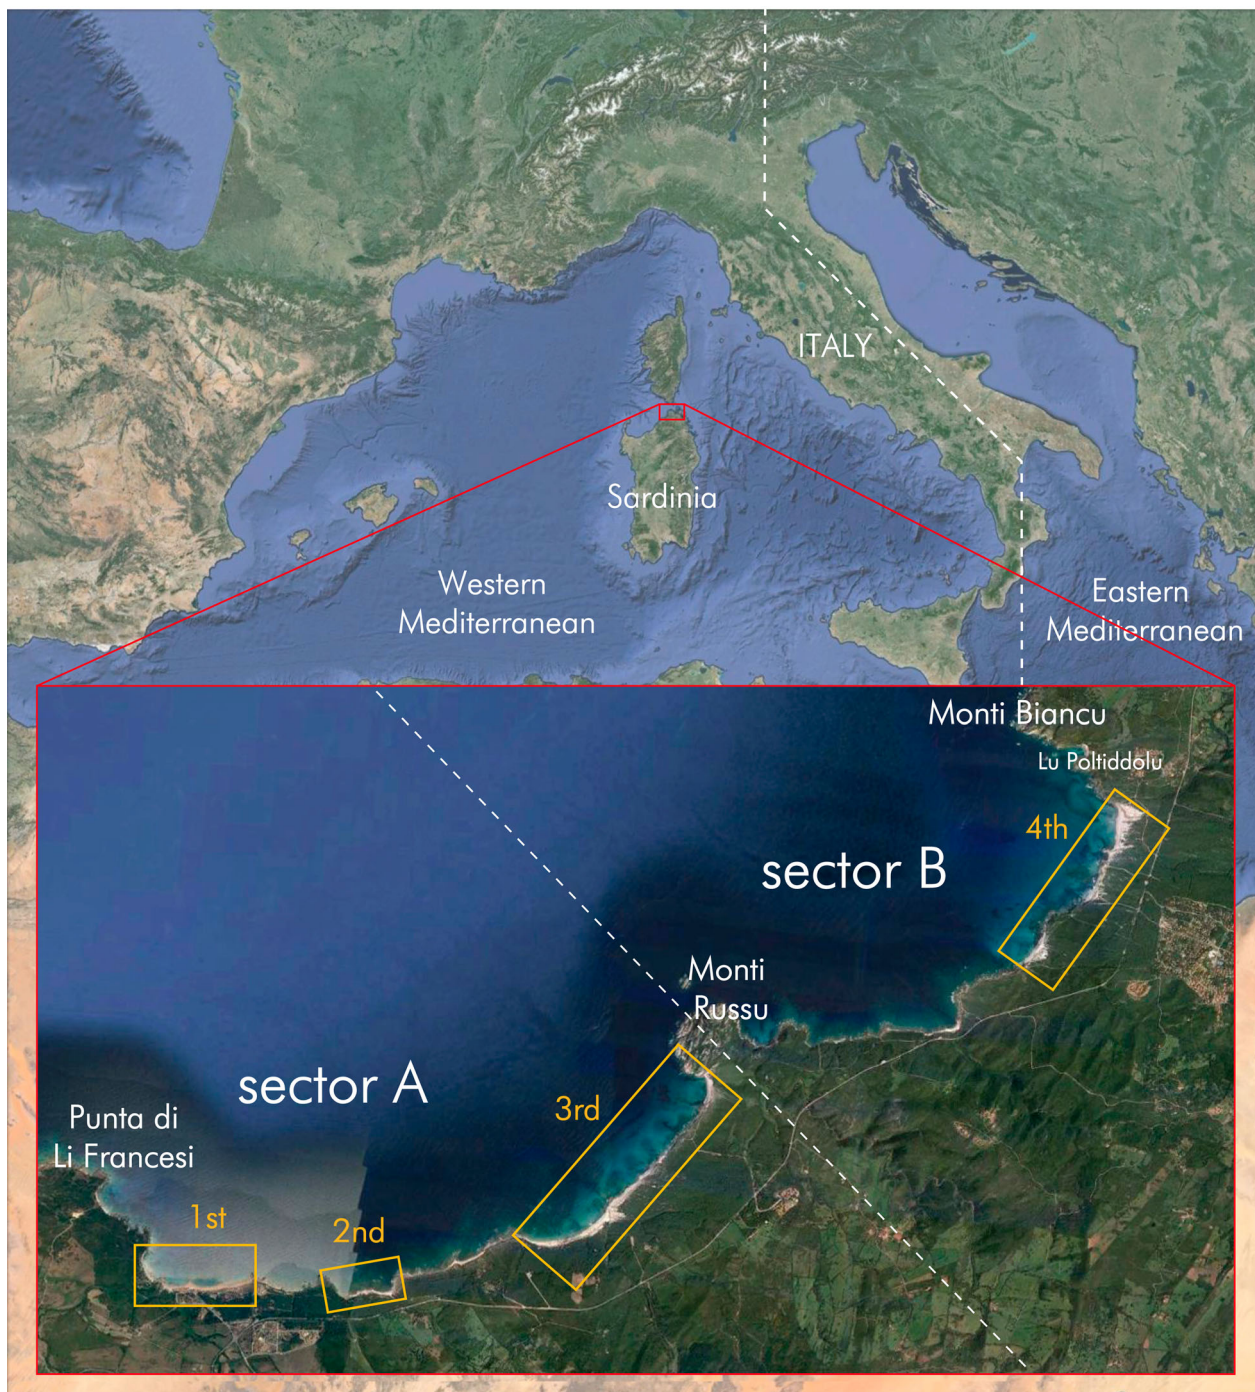 ITALY
Sardinia
Western
Mediterranean
Eastern
Mediterranean
Monti Biancu
Lu Poltiddolu
4th
sector B
Monti
Russu
sector A
3rd
Punta di
Li Francesi
1st
2nd